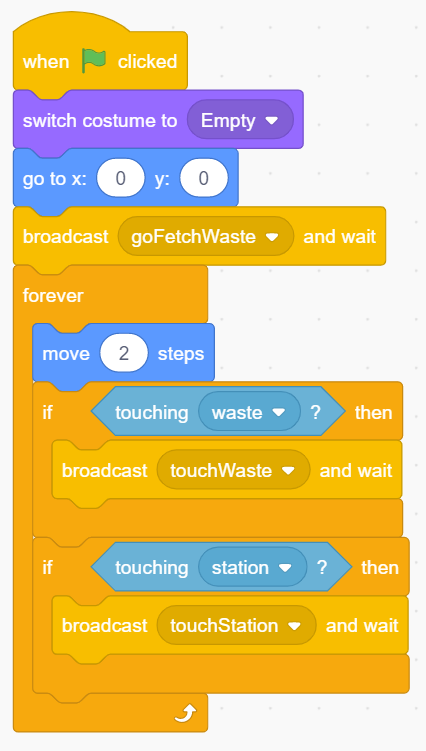 when clicked
switch costume to Empty
go to x: 0 y: 0
broadcast goFetchWaste and wait
forever
move 2 steps
if touching waste ? then
broadcast touchWaste and wait
if touching station ? then
broadcast touchStation and wait